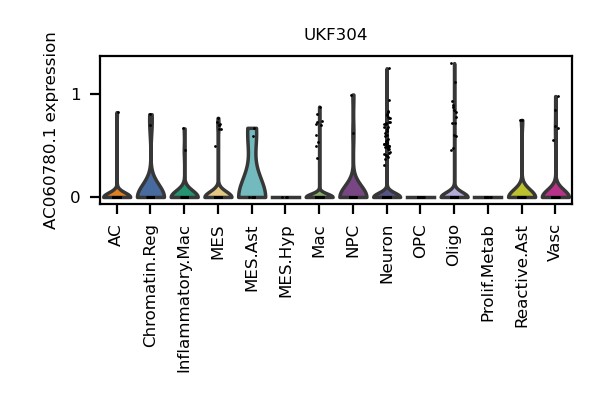 UKF304
AC060780.1 expression
1
0
AC
Chromatin.Reg
Inflammatory.Mac
MES
MES.Ast
MES.Hyp
Mac
NPC
Neuron
OPC
Oligo
Prolif.Metab
Reactive.Ast
Vasc